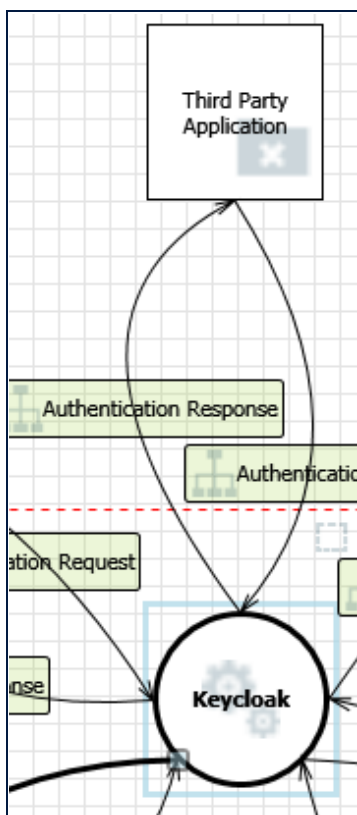 Third Party
Application
Authentication Response
Authenticatio
ation Request
nse
Keycloak